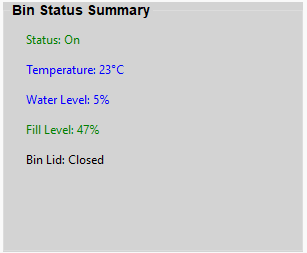 Bin Status Summary
Status: On
Temperature: 23°C
Water Level: 5%
Fill Level: 47%
Bin Lid: Closed